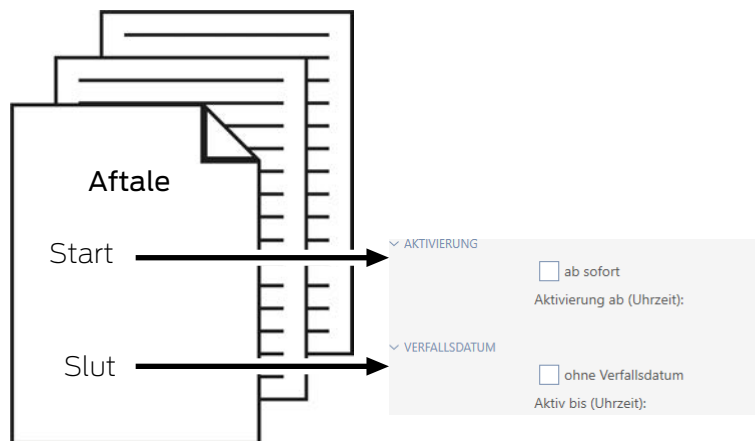 Aftale
Start
Slut
AKTIVIERUNG
ab sofort
Aktivierung ab (Uhrzeit):
VERFALLSDATUM
ohne Verfallsdatum
Aktiv bis (Uhrzeit):